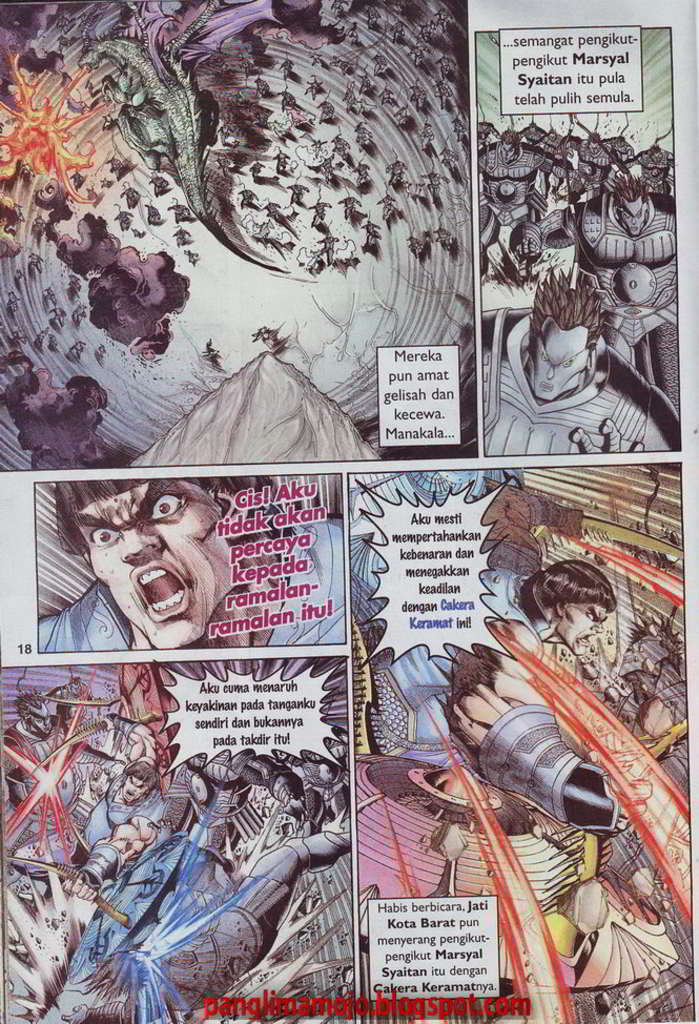 Mereka
pun amat
gelisah dan
kecewa.
Manakala...
...semangat pengikut-
pengikut Marsyal
Syaitan itu pula
telah pulih semula.
Cis! Aku
tidak akan
percaya
kepada
ramalan-
ramalan itu!
18
Aku mesti
mempertahankan
kebenaran dan
menegakkan
keadilan
dengan Cakera
Keramat ini!
Aku cuma menaruh
keyakinan pada tanganku
sendiri dan bukannya
pada takdir itu!
Habis berbicara, Jati
Kota Barat pun
menyerang pengikut-
pengikut Marsyal
Syaitan itu dengan
Cakera Keramatnya.
panglimamojo.blogspot.com